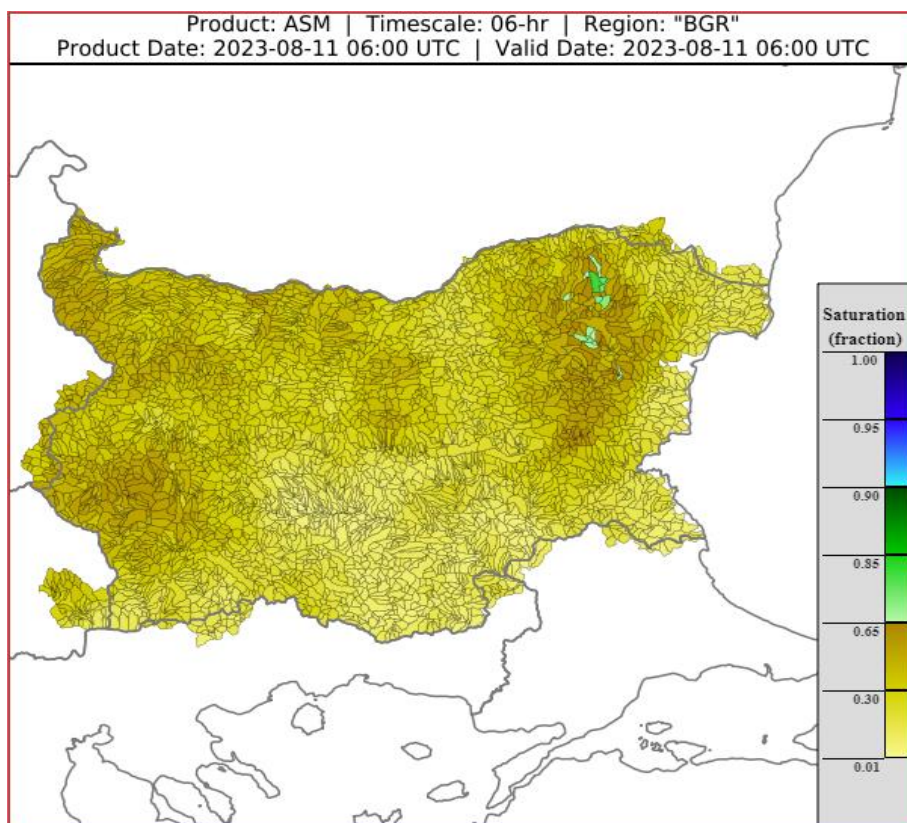 Product: ASM | Timescale: 06-hr | Region: "BGR"
Product Date: 2023-08-11 06:00 UTC | Valid Date: 2023-08-11 06:00 UTC
Saturation
(fraction)
1.00
0.95
0.90
0.85
0.65
0.30
0.01